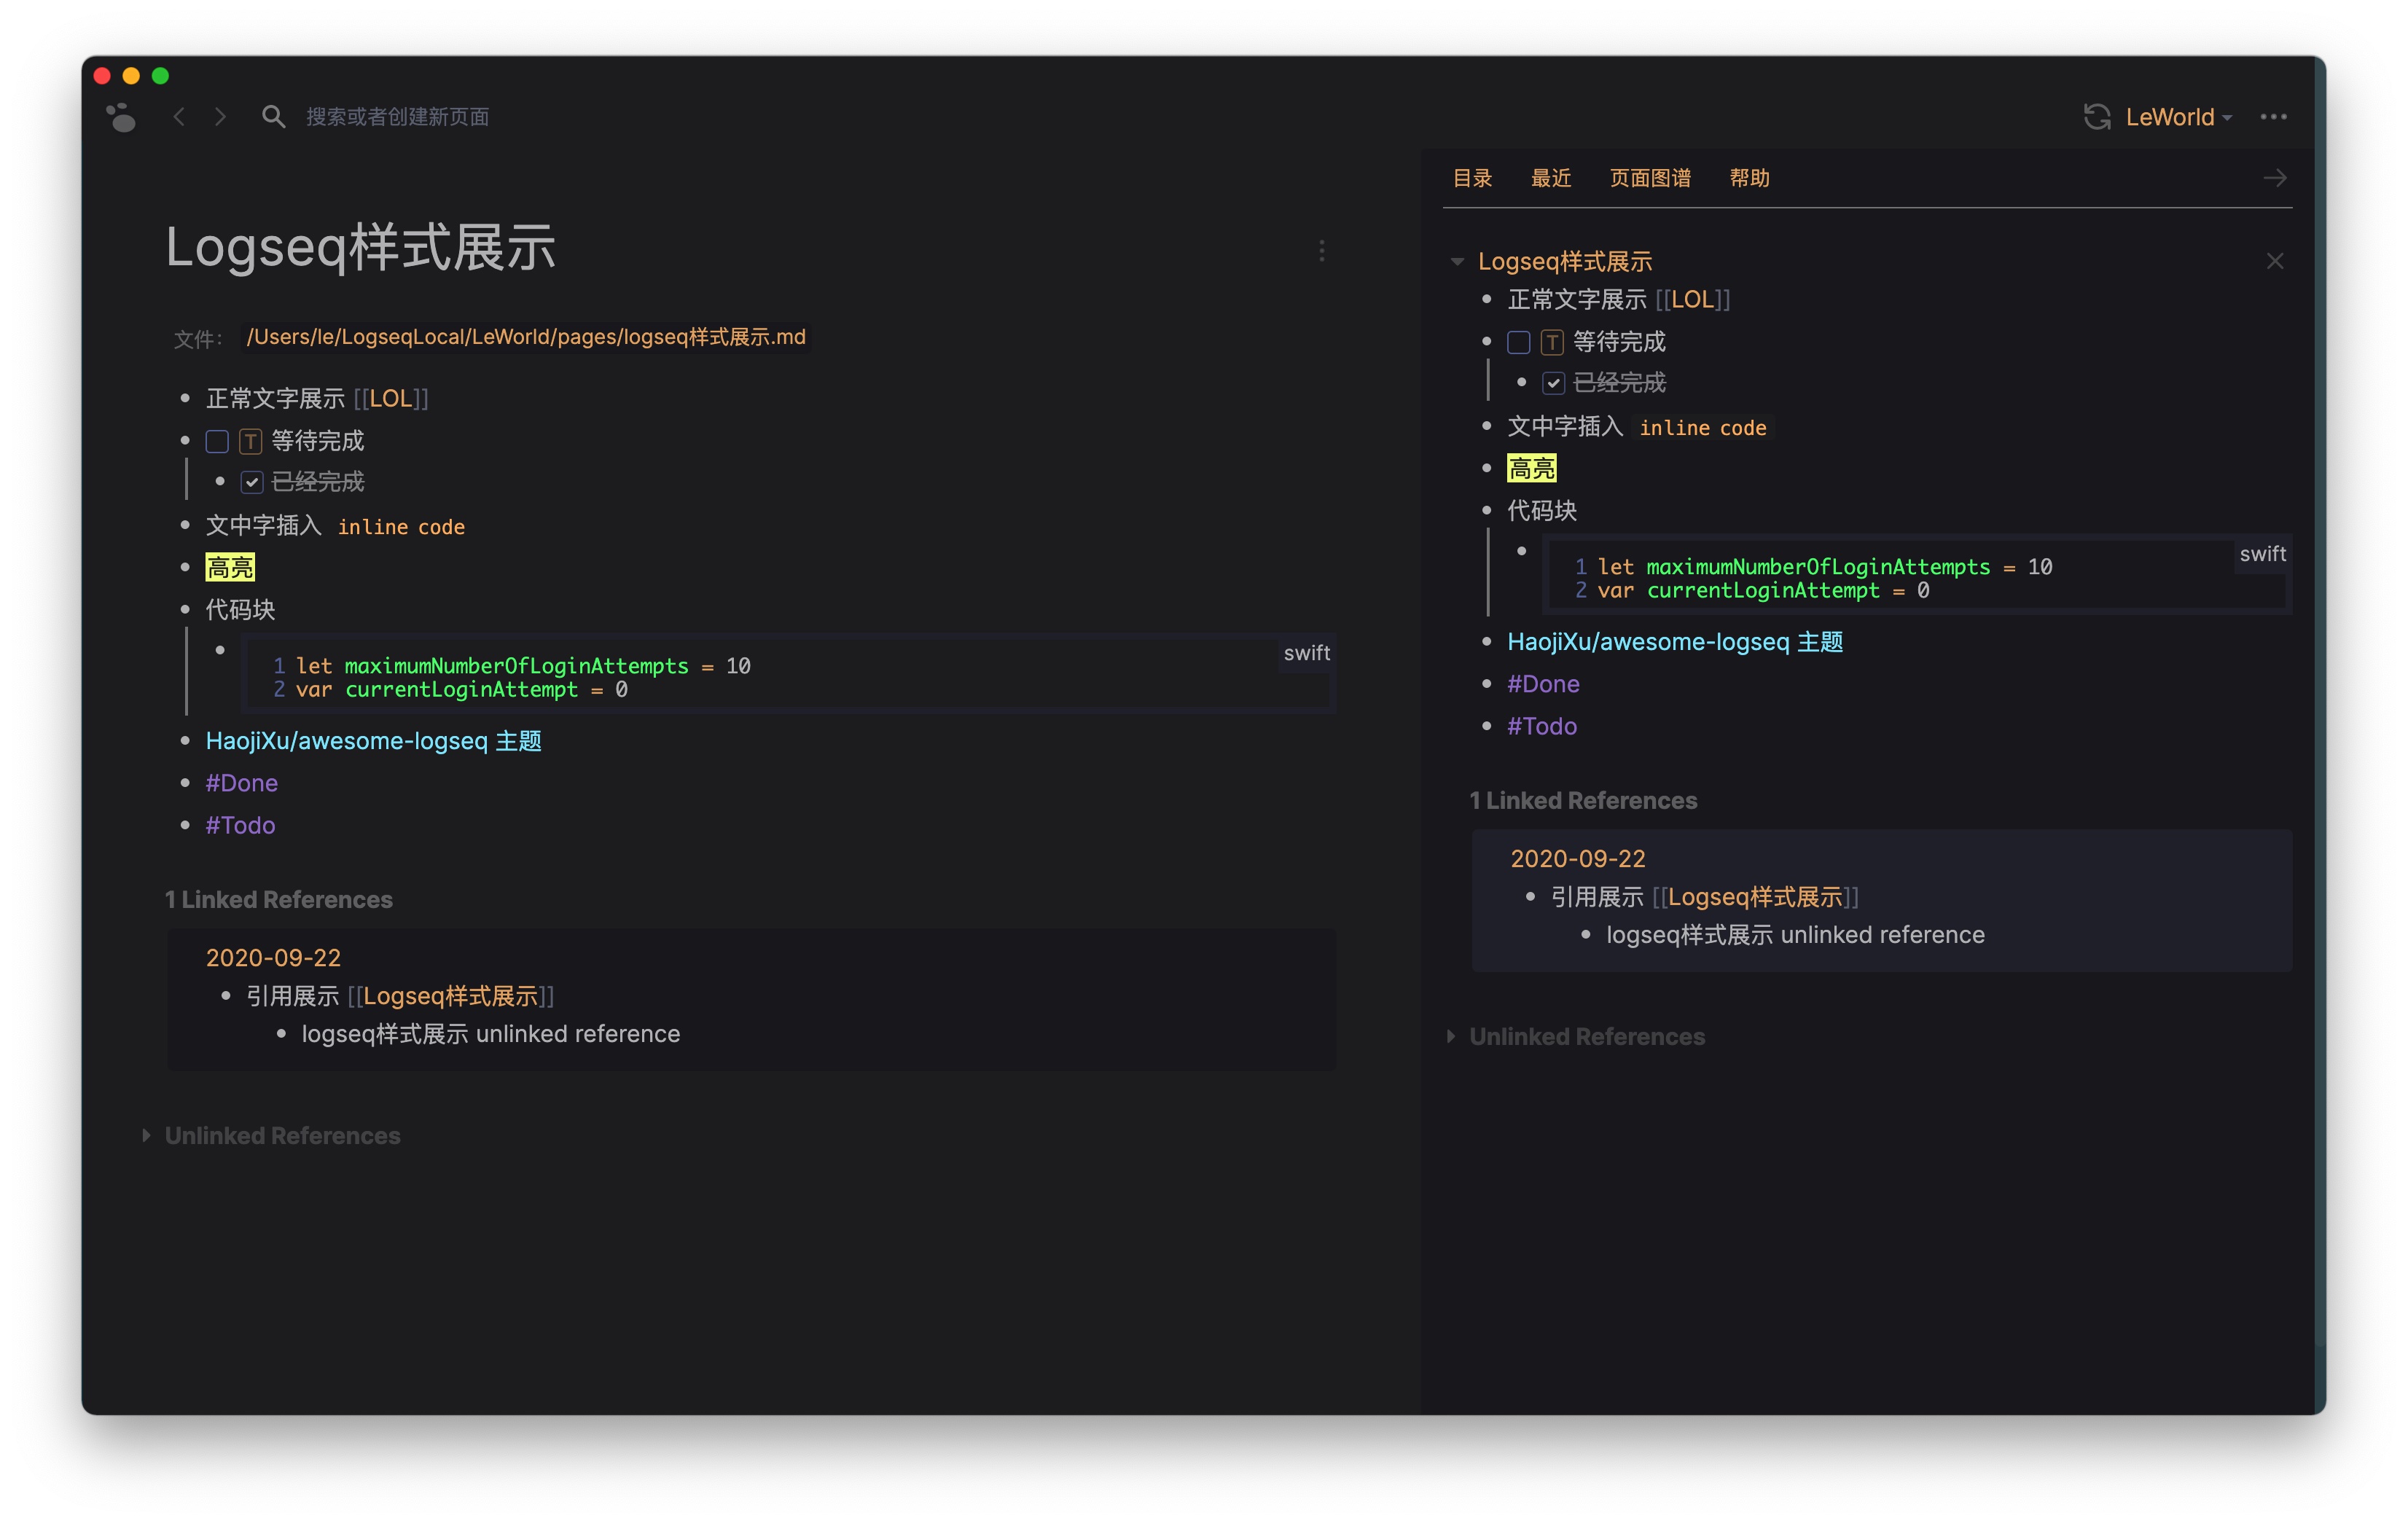 搜索或者创建新页面
LeWorld
Logseq样式展示
文件: /Users/le/LogseqLocal/LeWorld/pages/logseq样式展示.md
正常文字展示 [[LOL]]
T 等待完成
已经完成
文中字插入 inline code
高亮
代码块
swift
1 let maximumNumberOfLoginAttempts = 10
2 var currentLoginAttempt = 0
HaojiXu/awesome-logseq 主题
#Done
#Todo
1 Linked References
2020-09-22
引用展示 [[Logseq样式展示]]
logseq样式展示 unlinked reference
Unlinked References
目录 最近 页面图谱 帮助
Logseq样式展示
正常文字展示 [[LOL]]
T 等待完成
已经完成
文中字插入 inline code
高亮
代码块
swift
1 let maximumNumberOfLoginAttempts = 10
2 var currentLoginAttempt = 0
HaojiXu/awesome-logseq 主题
#Done
#Todo
1 Linked References
2020-09-22
引用展示 [[Logseq样式展示]]
logseq样式展示 unlinked reference
Unlinked References